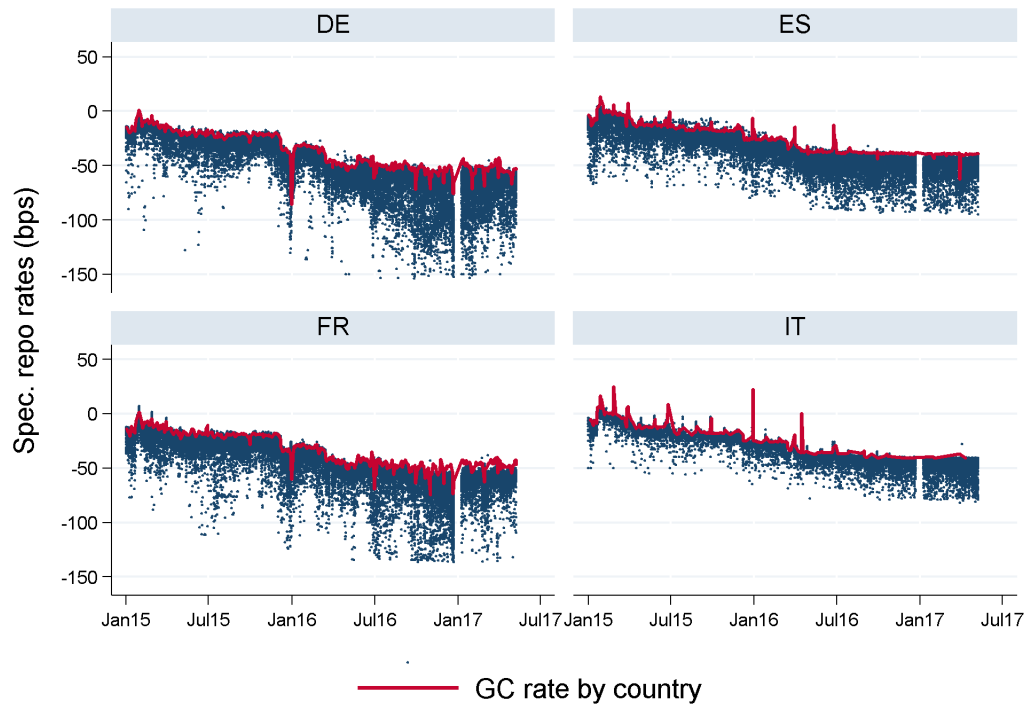 Spec. repo rates (bps)
DE
ES
50
0
-50
-100
-150
FR
IT
50
0
-50
-100
-150
Jan15 Jul15 Jan16 Jul16 Jan17 Jul17 Jan15 Jul15 Jan16 Jul16 Jan17 Jul17
GC rate by country